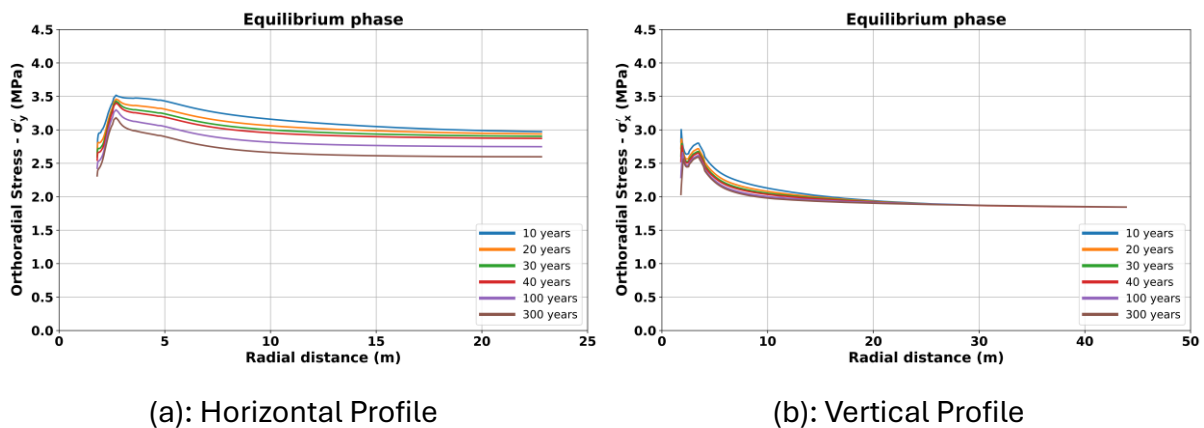 Equilibrium phase
4.5
4.0
3.5
3.0
2.5
2.0
1.5
1.0
0.5
0.0
Orthoradial Stress - σ′y (MPa)
10 years
20 years
30 years
40 years
100 years
300 years
0 5 10 15 20 25
Radial distance (m)
(a): Horizontal Profile
Equilibrium phase
4.5
4.0
3.5
3.0
2.5
2.0
1.5
1.0
0.5
0.0
Orthoradial Stress - σ′x (MPa)
10 years
20 years
30 years
40 years
100 years
300 years
0 10 20 30 40 50
Radial distance (m)
(b): Vertical Profile